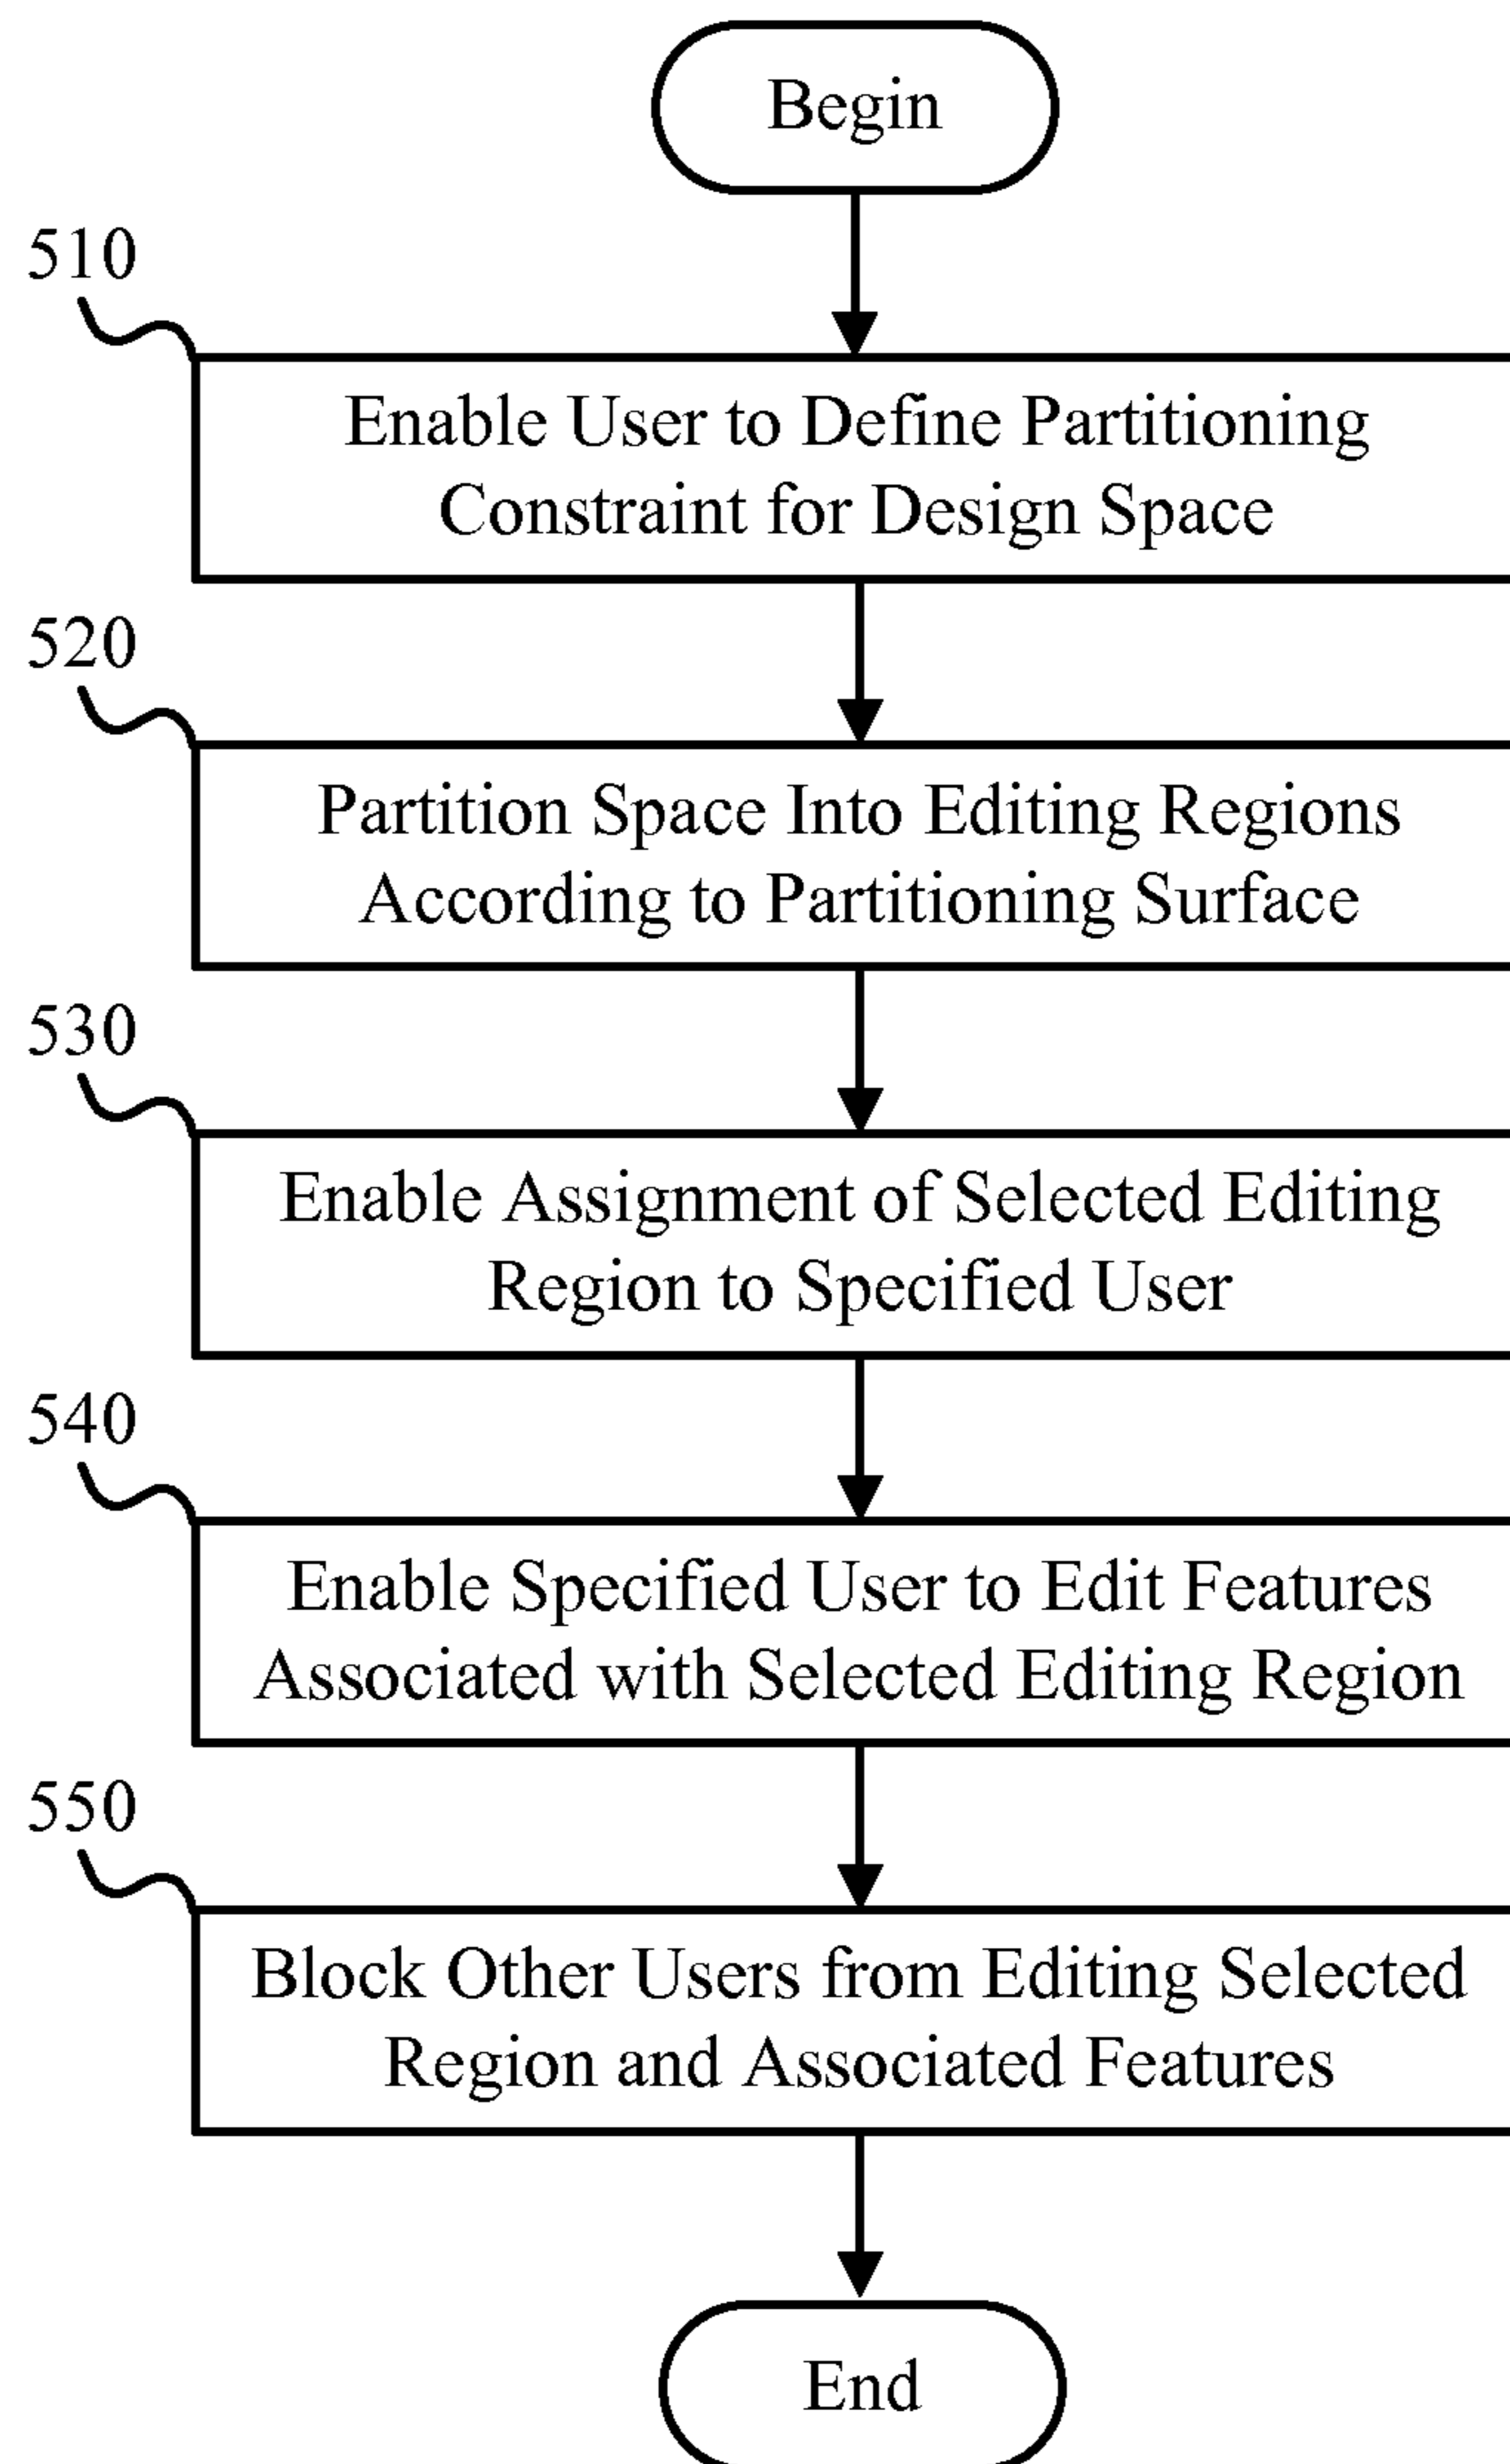 Begin
510
Enable User to Define Partitioning
Constraint for Design Space
520
Partition Space Into Editing Regions
According to Partitioning Surface
530
Enable Assignment of Selected Editing
Region to Specified User
540
Enable Specified User to Edit Features
Associated with Selected Editing Region
550
Block Other Users from Editing Selected
Region and Associated Features
End